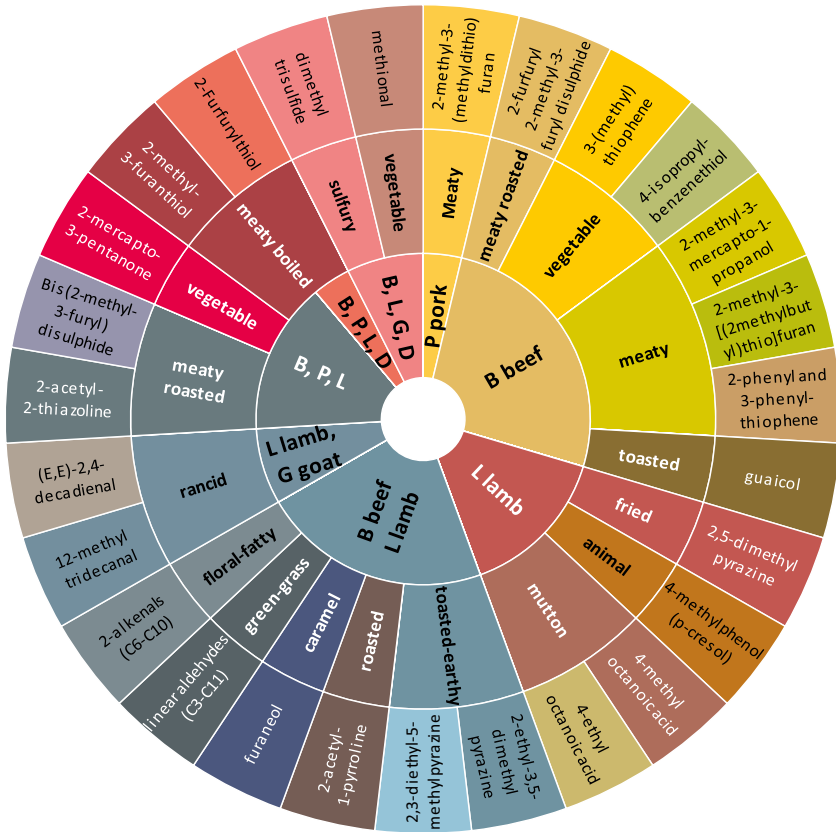 P pork
B beef
L lamb
B beef
L lamb
L lamb,
G goat
B, P, L
B, P, L, D
B, L, G, D
Meaty
meaty roasted
vegetable
meaty
toasted
fried
animal
mutton
toasted-earthy
roasted
caramel
green-grass
floral-fatty
rancid
meaty
roasted
vegetable
meaty boiled
sulfury
vegetable
2-methyl-3-
(methyldithio)
furan
2-furfuryl
2-methyl-3-
furyl disulphide
3-(methyl)
thiophene
4-isopropyl-
benzenethiol
2-methyl-3-
mercapto-1-
propanol
2-methyl-3-
[(2methylbut
yl)thio]furan
2-phenyl and
3-phenyl-
thiophene
guaicol
2,5-dimethyl
pyrazine
4-methylphenol
(p-cresol)
4-methyl
octanoic acid
4-ethyl
octanoic acid
2-ethyl-3,5-
dimethyl
pyrazine
2,3-diethyl-5-
methylpyrazine
2-acetyl-
1-pyrroline
furaneol
linear aldehydes
(C3-C11)
2-alkenals
(C6-C10)
12-methyl
tridecanal
(E,E)-2,4-
decadienal
2-acetyl-
2-thiazoline
Bis(2-methyl-
3-furyl)
disulphide
2-mercapto-
3-pentanone
2-methyl-
3-furanthiol
2-Furfurylthiol
dimethyl
trisulfide
methional